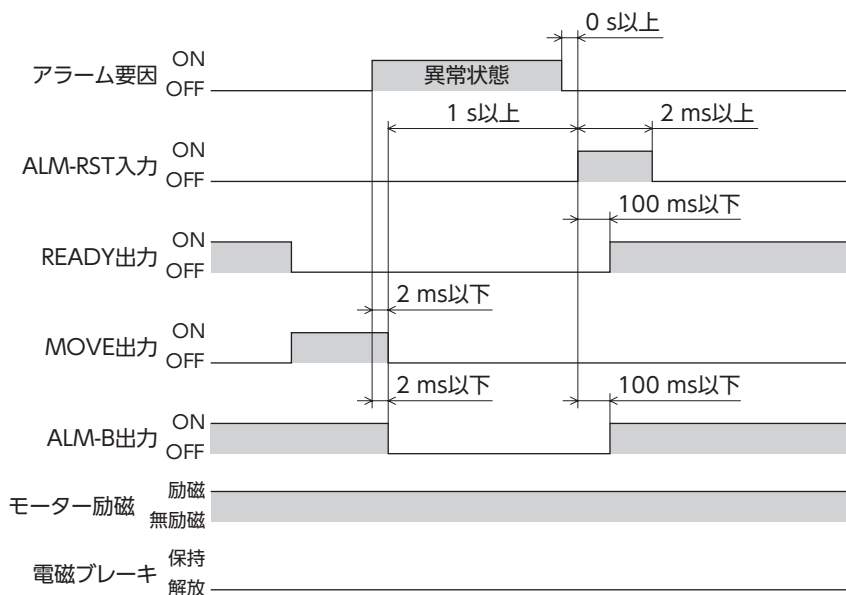 0 s以上
アラーム要因
ON
OFF
異常状態
1 s以上
2 ms以上
ALM-RST入力
ON
OFF
100 ms以下
READY出力
ON
OFF
2 ms以下
MOVE出力
ON
OFF
2 ms以下
100 ms以下
ALM-B出力
ON
OFF
モーター励磁
励磁
無励磁
電磁ブレーキ
保持
解放